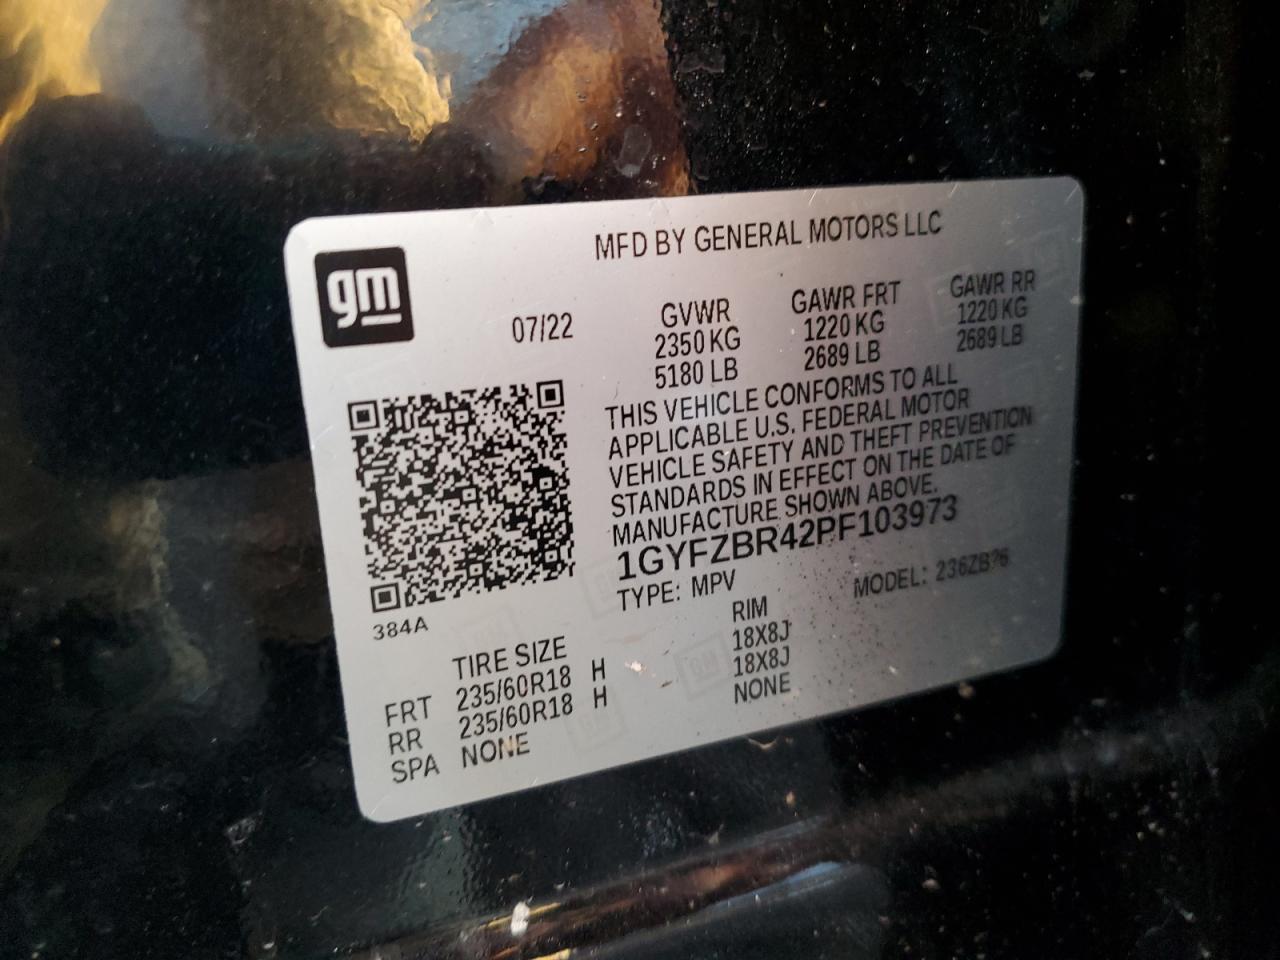 gm
MFD BY GENERAL MOTORS LLC
07/22
GVWR GAWR FRT GAWR RR
2350 KG 1220 KG 1220 KG
5180 LB 2689 LB 2689 LB
THIS VEHICLE CONFORMS TO ALL
APPLICABLE U.S. FEDERAL MOTOR
VEHICLE SAFETY AND THEFT PREVENTION
STANDARDS IN EFFECT ON THE DATE OF
MANUFACTURE SHOWN ABOVE.
1GYFZBR42PF103973
TYPE: MPV MODEL:
384A
TIRE SIZE RIM
FRT 235/60R18 H 18X8J
RR 235/60R18 H 18X8J
SPA NONE NONE